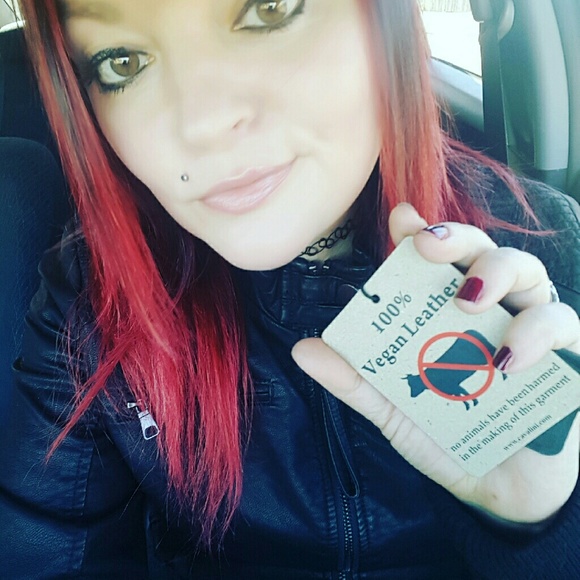 100%
Vegan Leather
no animals have been harmed
in the making of this garment
www.cavalini.com